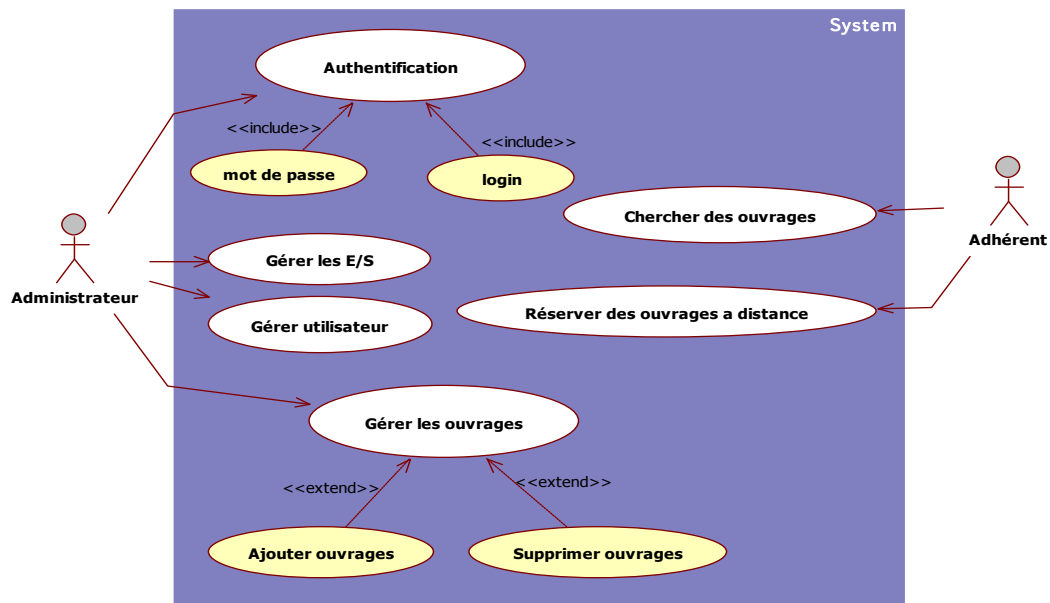 System
Authentification
<<include>>
<<include>>
mot de passe
login
Chercher des ouvrages
Adhérent
Gérer les E/S
Administrateur
Réserver des ouvrages a distance
Gérer utilisateur
Gérer les ouvrages
<<extend>>
<<extend>>
Ajouter ouvrages
Supprimer ouvrages